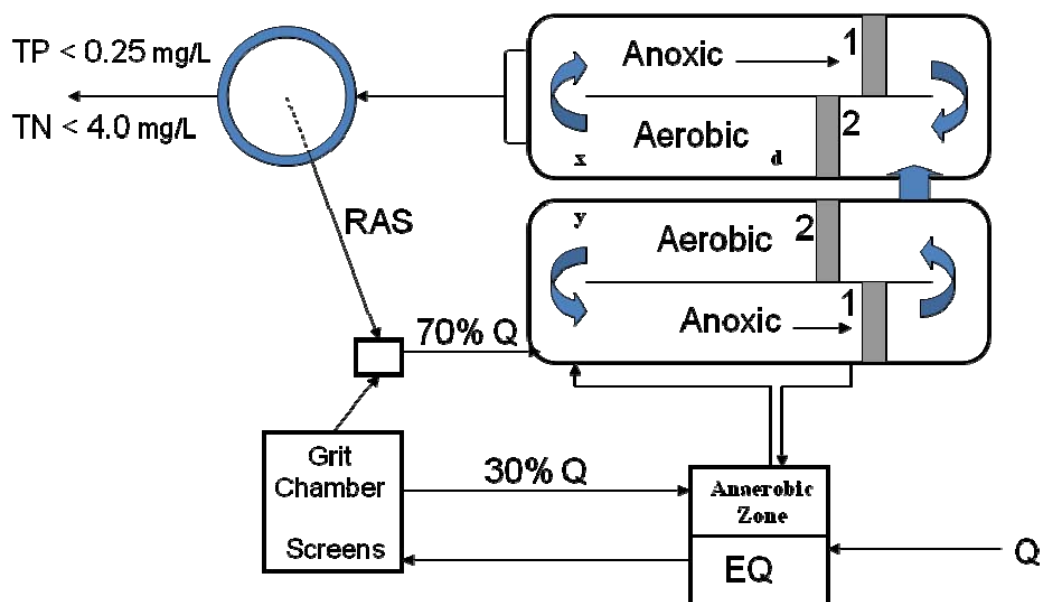 TP < 0.25 mg/L
TN < 4.0 mg/L
Anoxic
1
Aerobic
2
x
d
RAS
y
Aerobic
2
Anoxic
1
70% Q
Grit
Chamber
Screens
30% Q
Anaerobic
Zone
EQ
Q